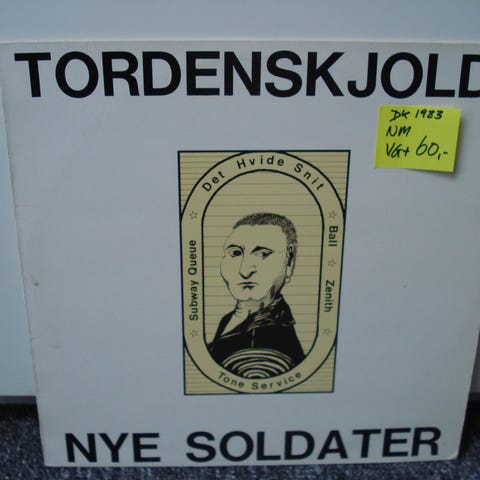 TORDENSKJOLD
DK 1983
NM
VG+ 60,-
Det Hvide Snit
Ball
Zenith
Subway Queue
Tone Service
NYE SOLDATER